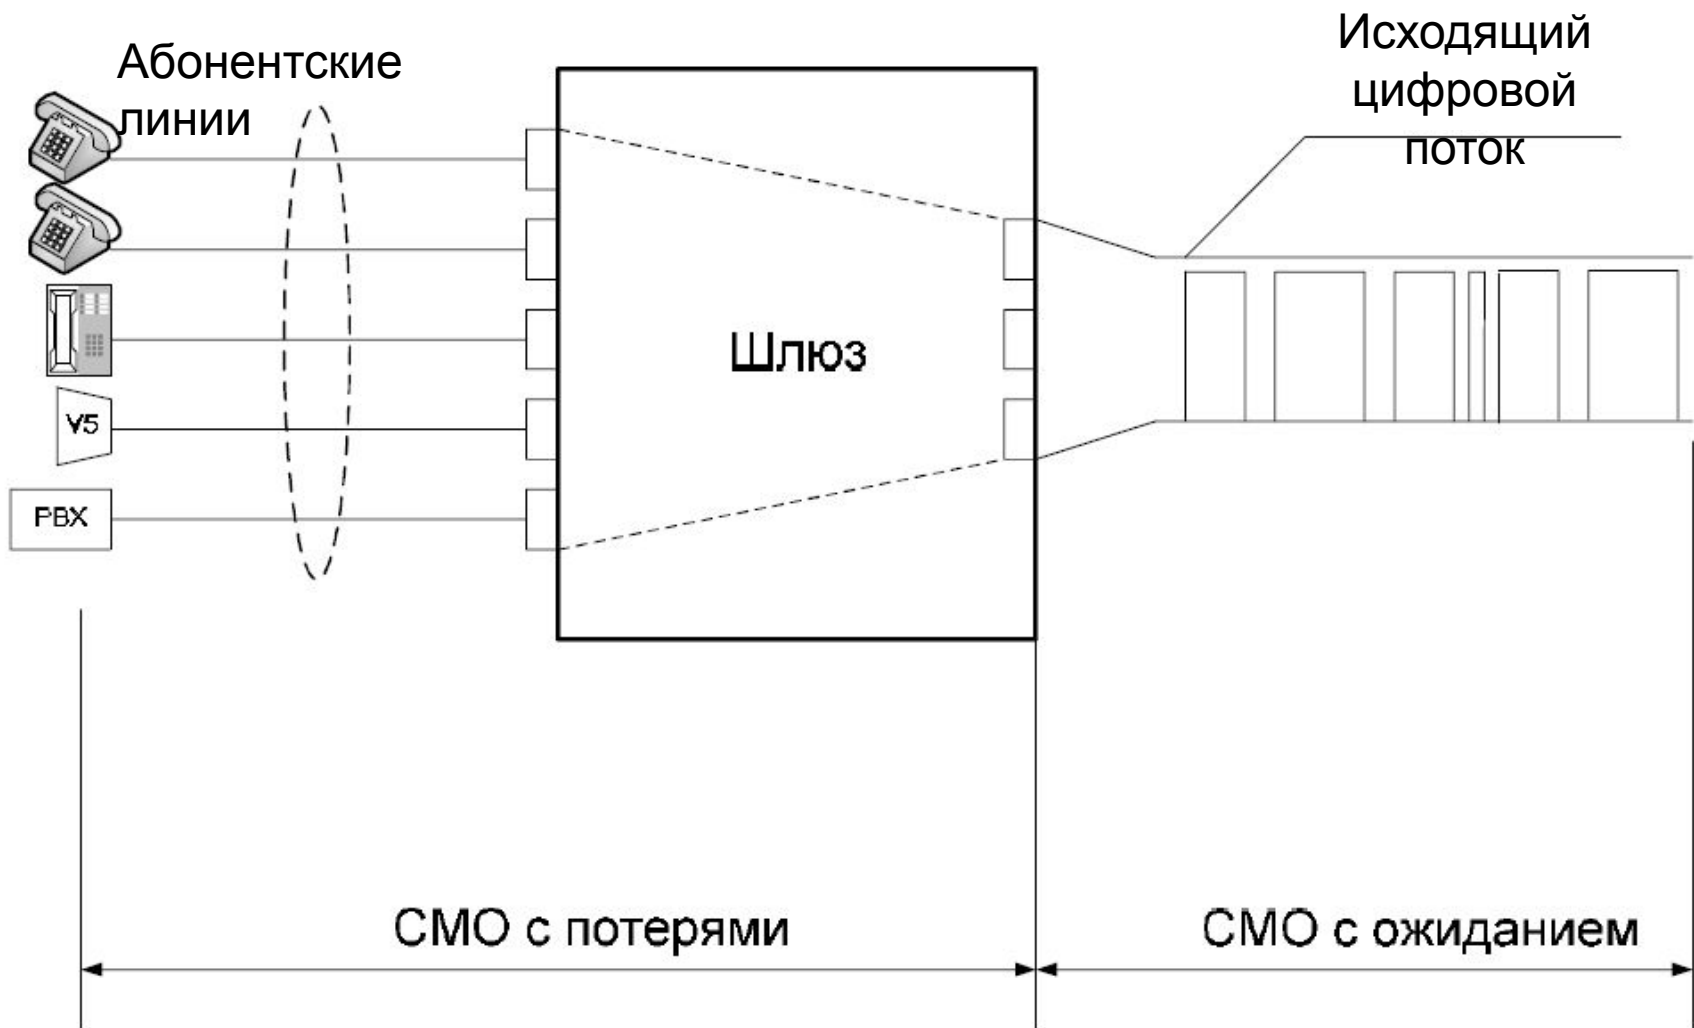 Абонентские
линии
Исходящий
цифровой
поток
Шлюз
V5
PBX
СМО с потерями
СМО с ожиданием